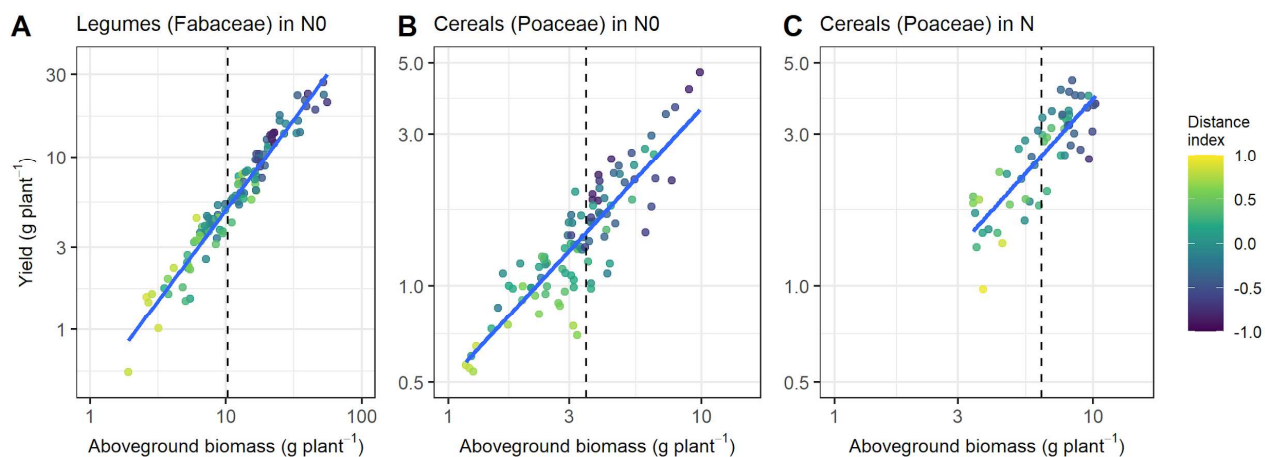 A Legumes (Fabaceae) in N0
B Cereals (Poaceae) in N0
C Cereals (Poaceae) in N
Yield (g plant⁻¹)
30
10
3
1
1 10 100
Aboveground biomass (g plant⁻¹)
5.0
3.0
1.0
0.5
1 3 10
Aboveground biomass (g plant⁻¹)
5.0
3.0
1.0
0.5
1 3 10
Aboveground biomass (g plant⁻¹)
Distance
index
1.0
0.5
0.0
-0.5
-1.0